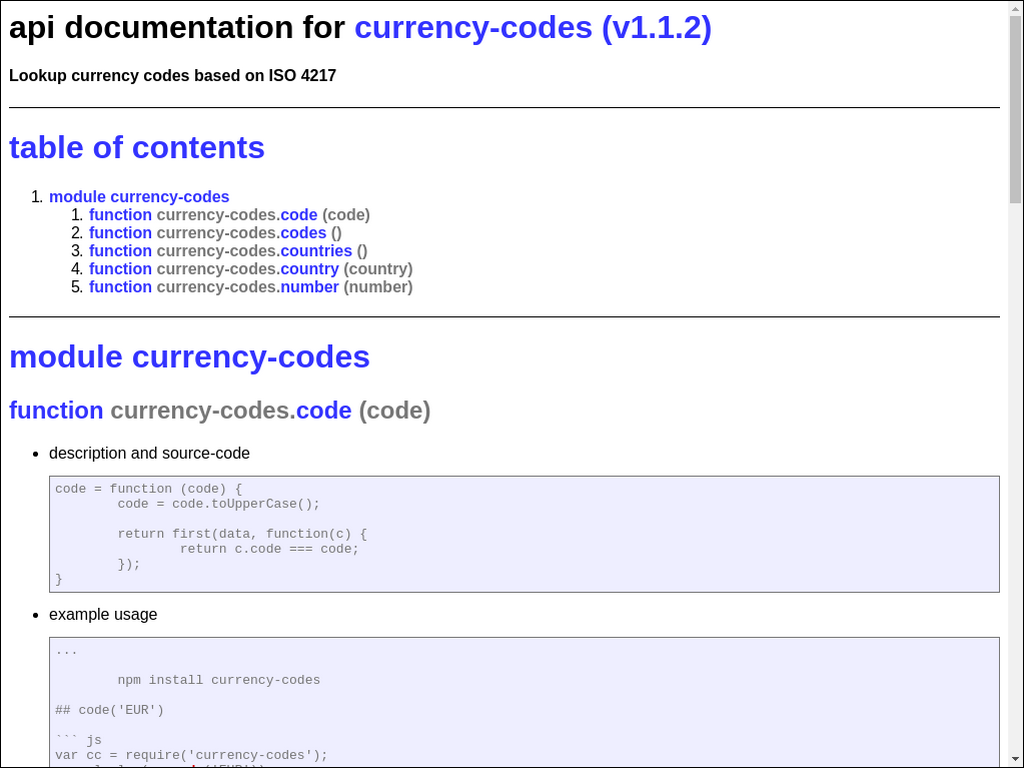 api documentation for currency-codes (v1.1.2)
Lookup currency codes based on ISO 4217
table of contents
1. module currency-codes
1. function currency-codes.code (code)
2. function currency-codes.codes ()
3. function currency-codes.countries ()
4. function currency-codes.country (country)
5. function currency-codes.number (number)
module currency-codes
function currency-codes.code (code)
• description and source-code
code = function (code) {
code = code.toUpperCase();
return first(data, function(c) {
return c.code === code;
});
}
• example usage
...
npm install currency-codes
## code('EUR')
``` js
var cc = require('currency-codes');